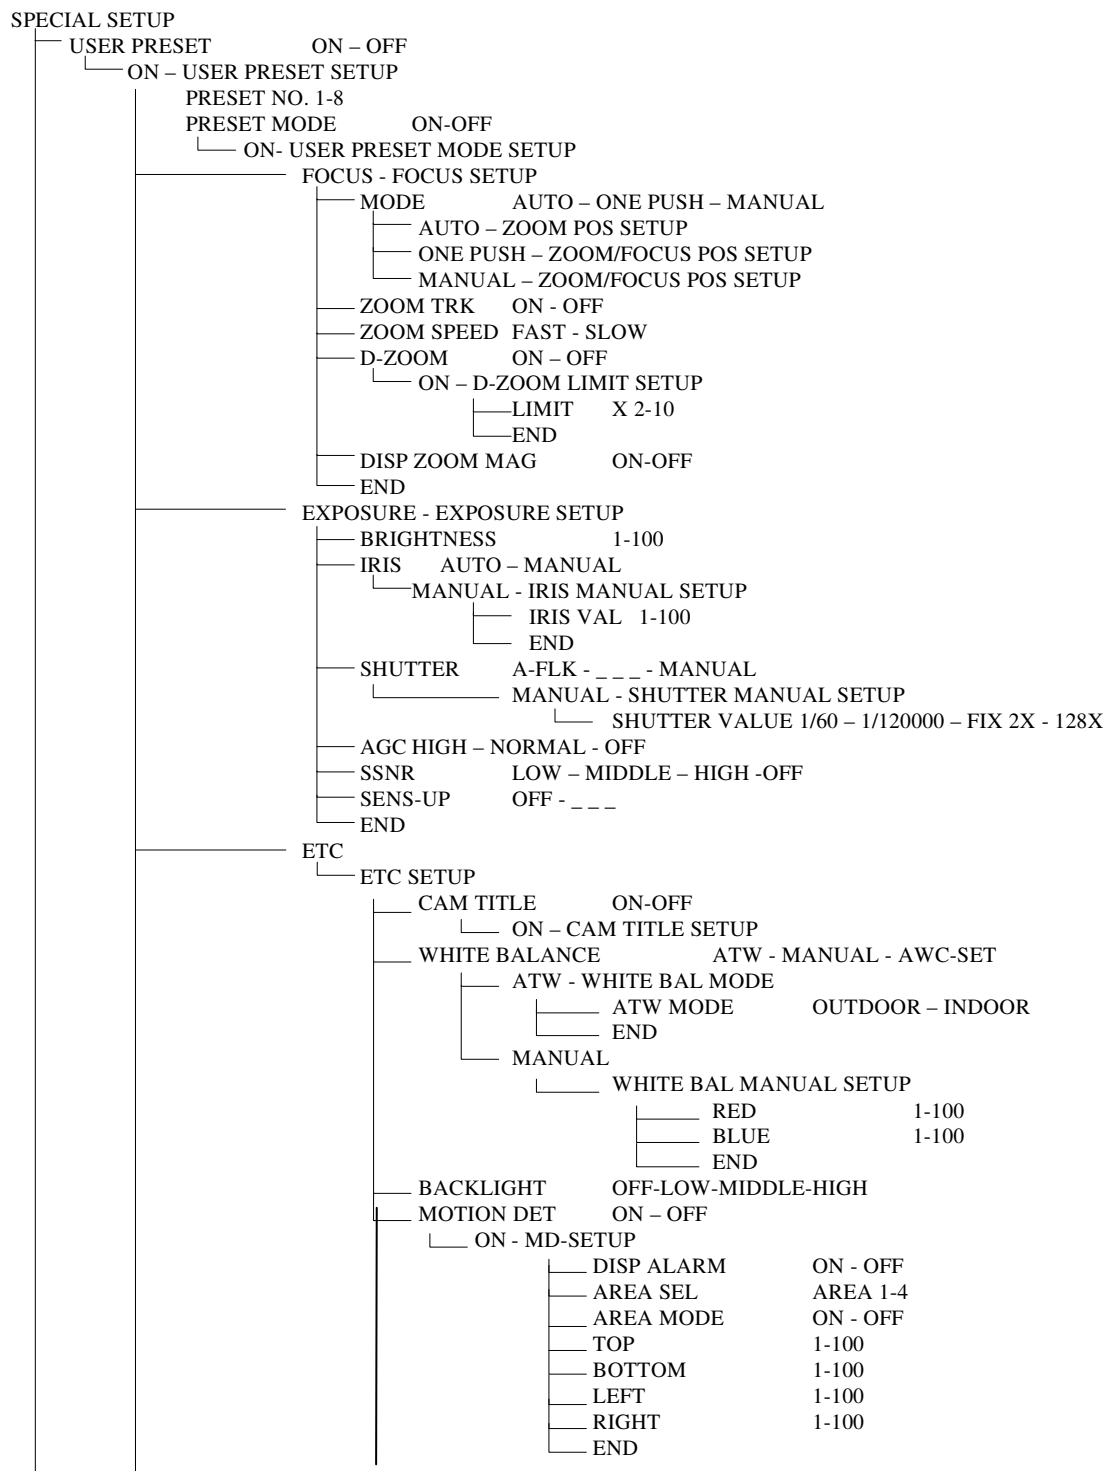 SPECIAL SETUP
USER PRESET ON – OFF
ON – USER PRESET SETUP
PRESET NO. 1-8
PRESET MODE ON-OFF
ON- USER PRESET MODE SETUP
FOCUS - FOCUS SETUP
MODE AUTO – ONE PUSH – MANUAL
AUTO – ZOOM POS SETUP
ONE PUSH – ZOOM/FOCUS POS SETUP
MANUAL – ZOOM/FOCUS POS SETUP
ZOOM TRK ON - OFF
ZOOM SPEED FAST - SLOW
D-ZOOM ON – OFF
ON – D-ZOOM LIMIT SETUP
LIMIT X 2-10
END
DISP ZOOM MAG ON-OFF
END
EXPOSURE - EXPOSURE SETUP
BRIGHTNESS 1-100
IRIS AUTO – MANUAL
MANUAL - IRIS MANUAL SETUP
IRIS VAL 1-100
END
SHUTTER A-FLK - _ _ _ - MANUAL
MANUAL - SHUTTER MANUAL SETUP
SHUTTER VALUE 1/60 – 1/120000 – FIX 2X - 128X
AGC HIGH – NORMAL - OFF
SSNR LOW – MIDDLE – HIGH -OFF
SENS-UP OFF - _ _ _
END
ETC
ETC SETUP
CAM TITLE ON-OFF
ON – CAM TITLE SETUP
WHITE BALANCE ATW - MANUAL - AWC-SET
ATW - WHITE BAL MODE
ATW MODE OUTDOOR – INDOOR
END
MANUAL
WHITE BAL MANUAL SETUP
RED 1-100
BLUE 1-100
END
BACKLIGHT OFF-LOW-MIDDLE-HIGH
MOTION DET ON – OFF
ON - MD-SETUP
DISP ALARM ON - OFF
AREA SEL AREA 1-4
AREA MODE ON - OFF
TOP 1-100
BOTTOM 1-100
LEFT 1-100
RIGHT 1-100
END